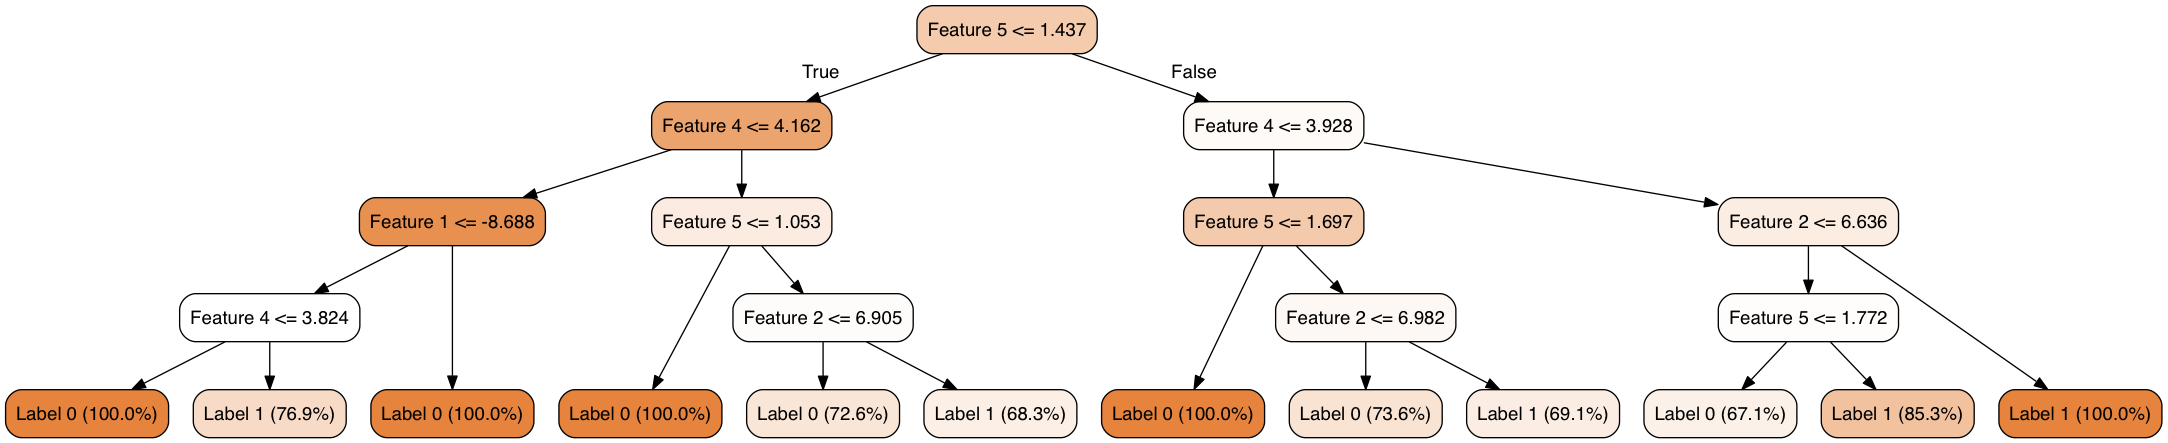 Feature 5 <= 1.437
True
False
Feature 4 <= 4.162
Feature 4 <= 3.928
Feature 1 <= -8.688
Feature 5 <= 1.053
Feature 5 <= 1.697
Feature 2 <= 6.636
Feature 4 <= 3.824
Feature 2 <= 6.905
Feature 2 <= 6.982
Feature 5 <= 1.772
Label 0 (100.0%)
Label 1 (76.9%)
Label 0 (100.0%)
Label 0 (100.0%)
Label 0 (72.6%)
Label 1 (68.3%)
Label 0 (100.0%)
Label 0 (73.6%)
Label 1 (69.1%)
Label 0 (67.1%)
Label 1 (85.3%)
Label 1 (100.0%)